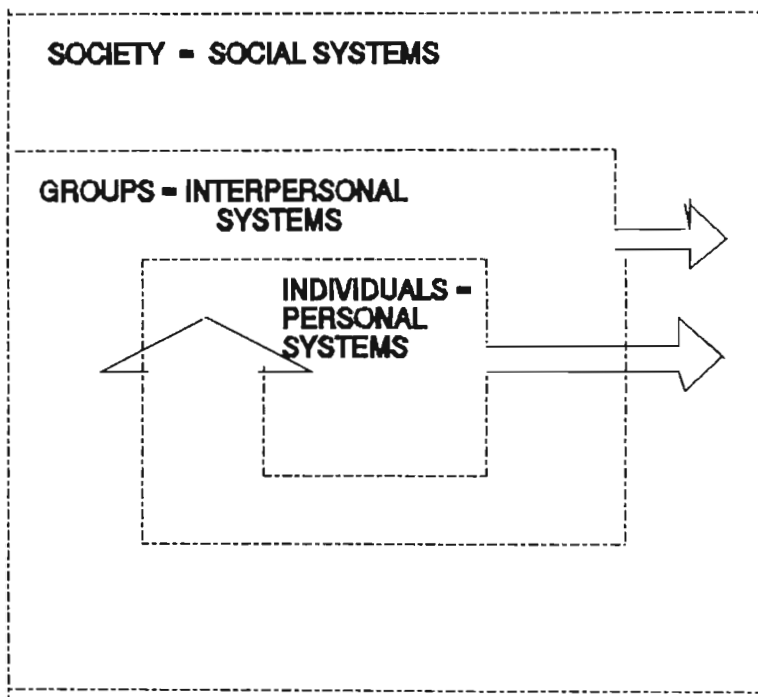 SOCIETY = SOCIAL SYSTEMS
GROUPS = INTERPERSONAL
SYSTEMS
INDIVIDUALS =
PERSONAL
SYSTEMS